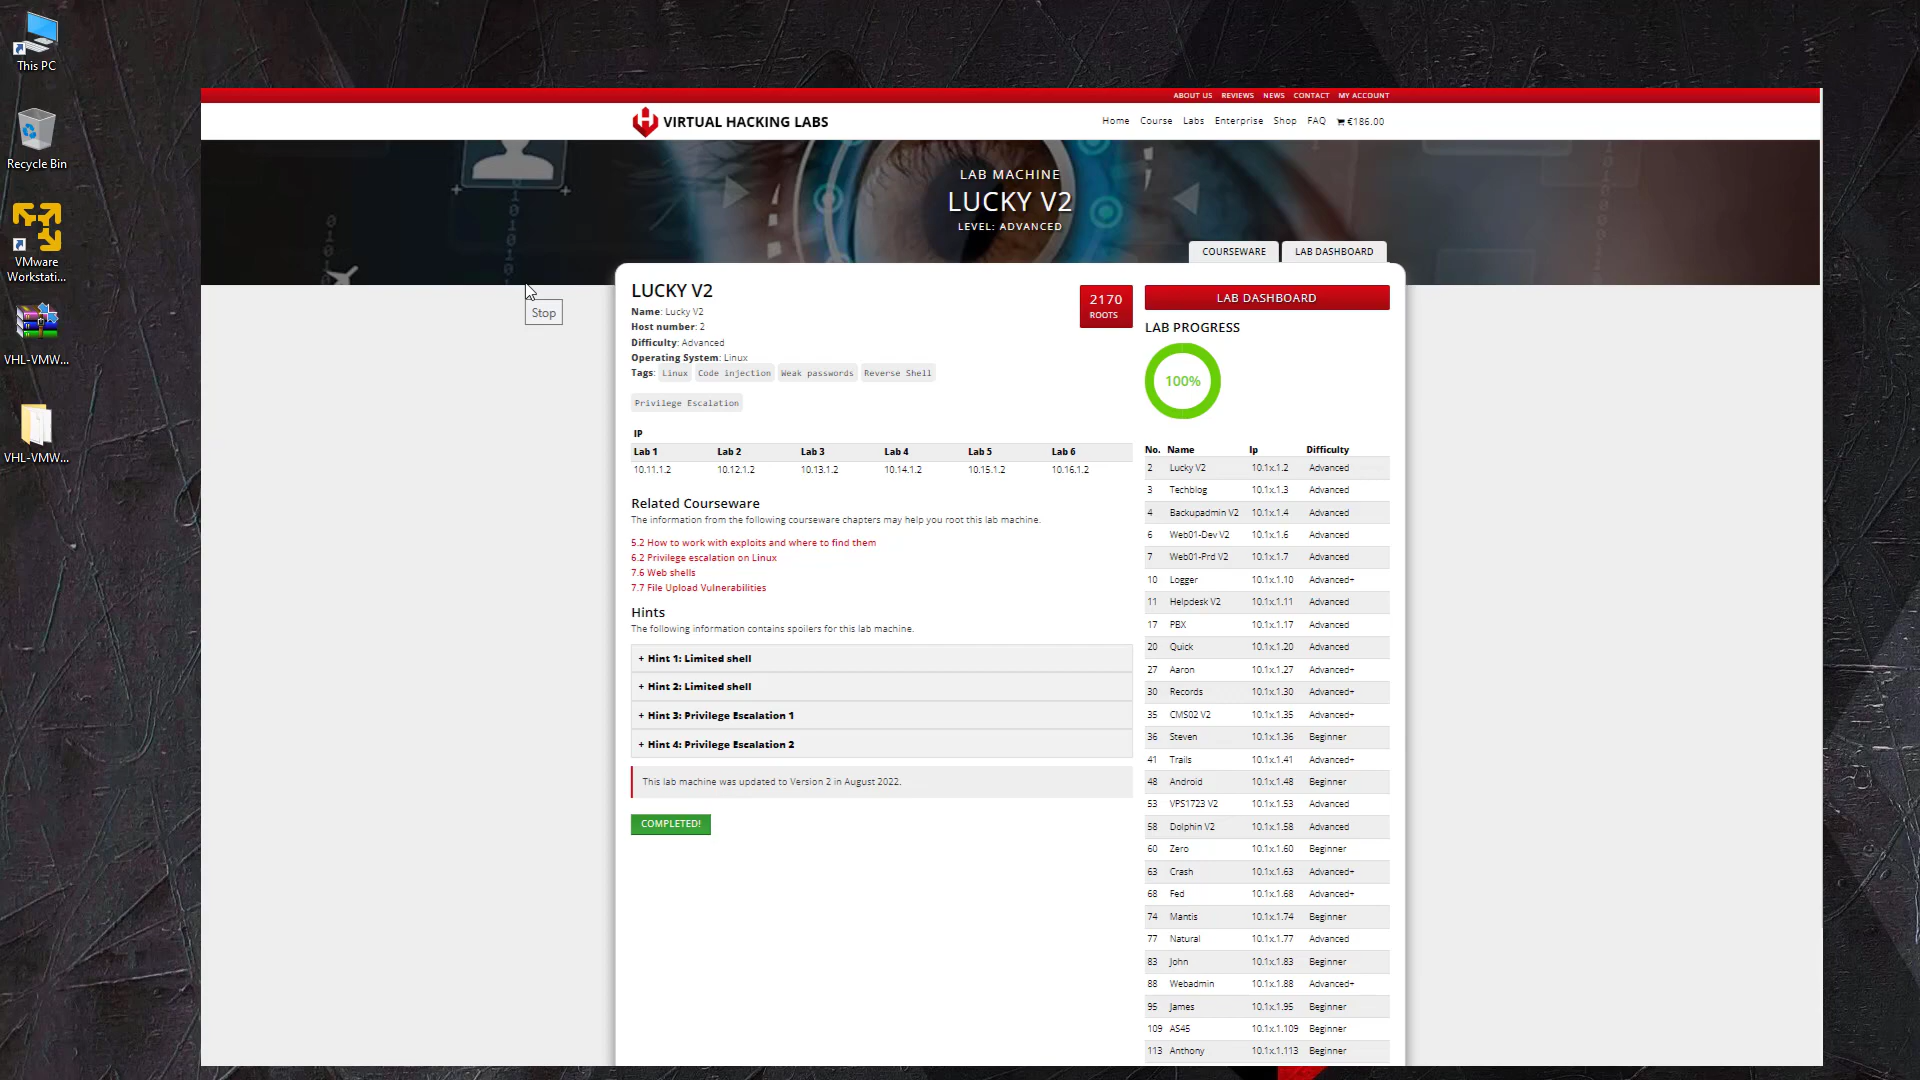 This PC
Recycle Bin
VMware
Workstati...
VHL-VMW...
VHL-VMW...
ABOUT US REVIEWS NEWS CONTACT MY ACCOUNT
VIRTUAL HACKING LABS
Home Course Labs Enterprise Shop FAQ €186.00
LAB MACHINE
LUCKY V2
LEVEL: ADVANCED
COURSEWARE LAB DASHBOARD
Stop
LUCKY V2
Name: Lucky V2
Host number: 2
Difficulty: Advanced
Operating System: Linux
Tags: Linux Code injection Weak passwords Reverse Shell
Privilege Escalation
2170
ROOTS
IP
Lab 1 Lab 2 Lab 3 Lab 4 Lab 5 Lab 6
10.11.1.2 10.12.1.2 10.13.1.2 10.14.1.2 10.15.1.2 10.16.1.2
Related Courseware
The information from the following courseware chapters may help you root this lab machine.
5.2 How to work with exploits and where to find them
6.2 Privilege escalation on Linux
7.6 Web shells
7.7 File Upload Vulnerabilities
Hints
The following information contains spoilers for this lab machine.
+ Hint 1: Limited shell
+ Hint 2: Limited shell
+ Hint 3: Privilege Escalation 1
+ Hint 4: Privilege Escalation 2
This lab machine was updated to Version 2 in August 2022.
COMPLETED!
LAB DASHBOARD
LAB PROGRESS
100%
No. Name Ip Difficulty
2 Lucky V2 10.1x.1.2 Advanced
3 Techblog 10.1x.1.3 Advanced
4 Backupadmin V2 10.1x.1.4 Advanced
6 Web01-Dev V2 10.1x.1.6 Advanced
7 Web01-Prd V2 10.1x.1.7 Advanced
10 Logger 10.1x.1.10 Advanced+
11 Helpdesk V2 10.1x.1.11 Advanced
17 PBX 10.1x.1.17 Advanced
20 Quick 10.1x.1.20 Advanced
27 Aaron 10.1x.1.27 Advanced+
30 Records 10.1x.1.30 Advanced+
35 CMS02 V2 10.1x.1.35 Advanced+
36 Steven 10.1x.1.36 Beginner
41 Trails 10.1x.1.41 Advanced+
48 Android 10.1x.1.48 Beginner
53 VPS1723 V2 10.1x.1.53 Advanced
58 Dolphin V2 10.1x.1.58 Advanced
60 Zero 10.1x.1.60 Beginner
63 Crash 10.1x.1.63 Advanced+
68 Fed 10.1x.1.68 Advanced+
74 Mantis 10.1x.1.74 Beginner
77 Natural 10.1x.1.77 Advanced
83 John 10.1x.1.83 Beginner
88 Webadmin 10.1x.1.88 Advanced+
95 James 10.1x.1.95 Beginner
109 AS45 10.1x.1.109 Beginner
113 Anthony 10.1x.1.113 Beginner